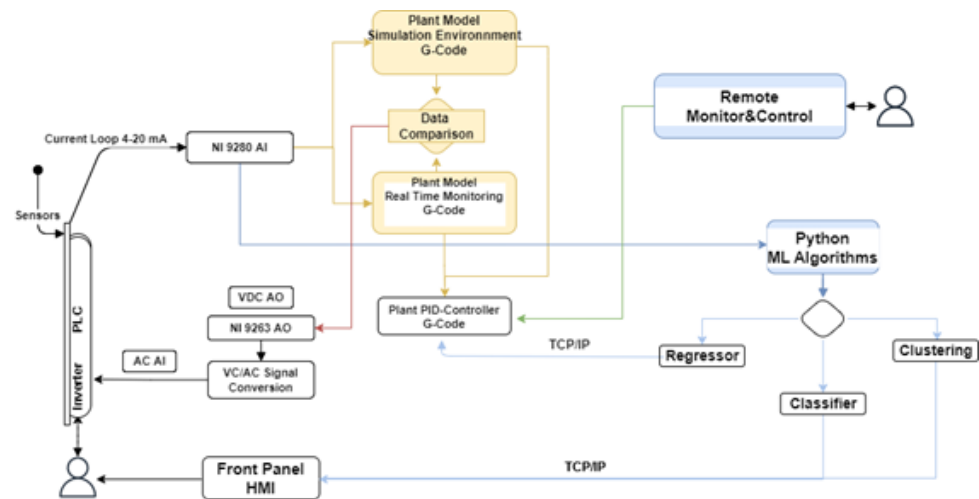 Plant Model
Simulation Environnment
G-Code
Remote
Monitor&Control
Data
Comparison
Current Loop 4-20 mA
NI 9280 AI
Plant Model
Real Time Monitoring
G-Code
Sensors
Python
ML Algorithms
VDC AO
NI 9263 AO
Plant PID-Controller
G-Code
PLC
Inverter
TCP/IP
Regressor
Clustering
AC AI
VC/AC Signal
Conversion
Classifier
Front Panel
HMI
TCP/IP